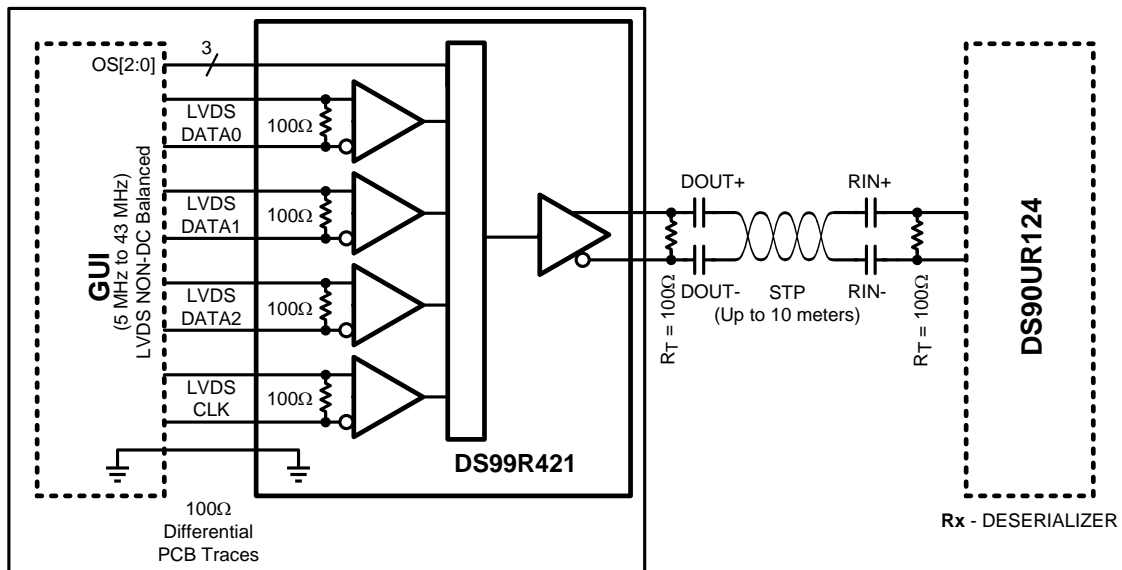 OS[2:0]
3
LVDS
DATA0
100Ω
LVDS
DATA1
100Ω
LVDS
DATA2
100Ω
LVDS
CLK
100Ω
GUI
(5 MHz to 43 MHz)
LVDS NON-DC Balanced
DS99R421
100Ω
Differential
PCB Traces
DOUT+
DOUT-
RT = 100Ω
STP
(Up to 10 meters)
RIN+
RIN-
RT = 100Ω
DS90UR124
Rx - DESERIALIZER